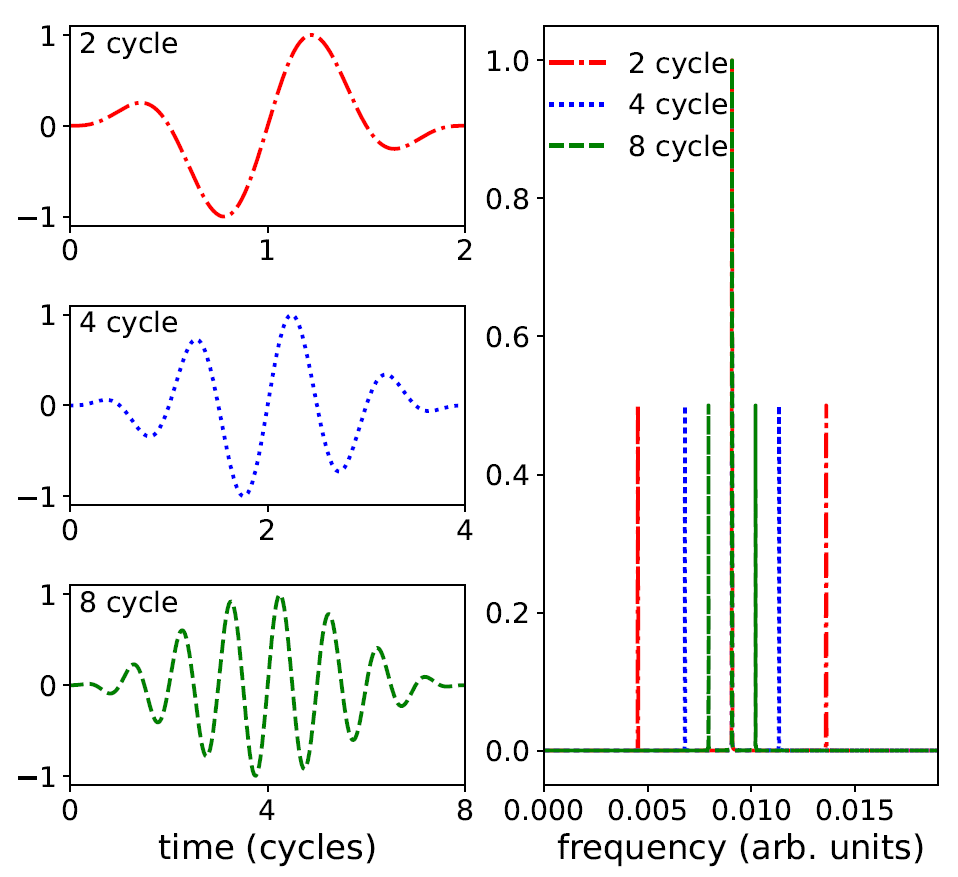 2 cycle
1
0
−1
0 1 2
4 cycle
1
0
−1
0 2 4
8 cycle
1
0
−1
0 4 8
time (cycles)
2 cycle
4 cycle
8 cycle
1.0
0.8
0.6
0.4
0.2
0.0
0.000 0.005 0.010 0.015
frequency (arb. units)